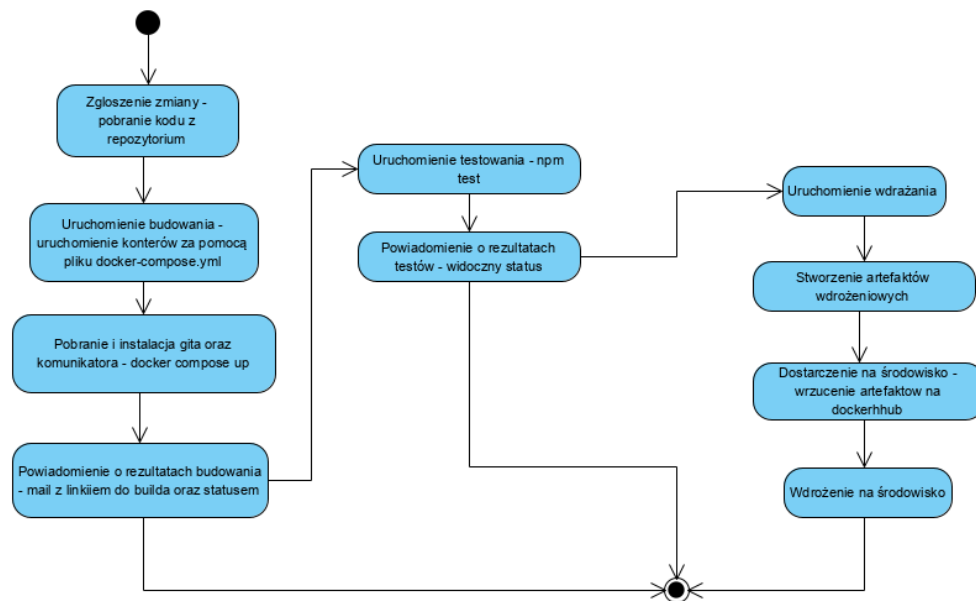 Zgloszenie zmiany -
pobranie kodu z
repozytorium
Uruchomienie budowania -
uruchomienie konterów za pomocą
pliku docker-compose.yml
Pobranie i instalacja gita oraz
komunikatora - docker compose up
Powiadomienie o rezultatach budowania
- mail z linkiiem do builda oraz statusem
Uruchomienie testowania - npm
test
Powiadomienie o rezultatach
testów - widoczny status
Uruchomienie wdrażania
Stworzenie artefaktów
wdrożeniowych
Dostarczenie na środowisko -
wrzucenie artefaktow na
dockerhhub
Wdrożenie na środowisko